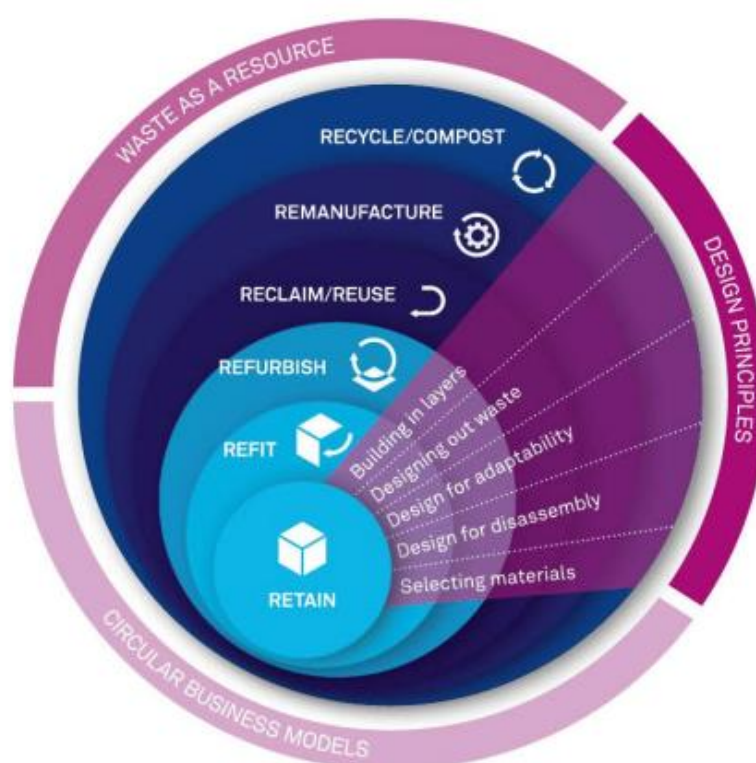 WASTE AS A RESOURCE
DESIGN PRINCIPLES
CIRCULAR BUSINESS MODELS
RECYCLE/COMPOST
REMANUFACTURE
RECLAIM/REUSE
REFURBISH
REFIT
RETAIN
Building in layers
Designing out waste
Design for adaptability
Design for disassembly
Selecting materials